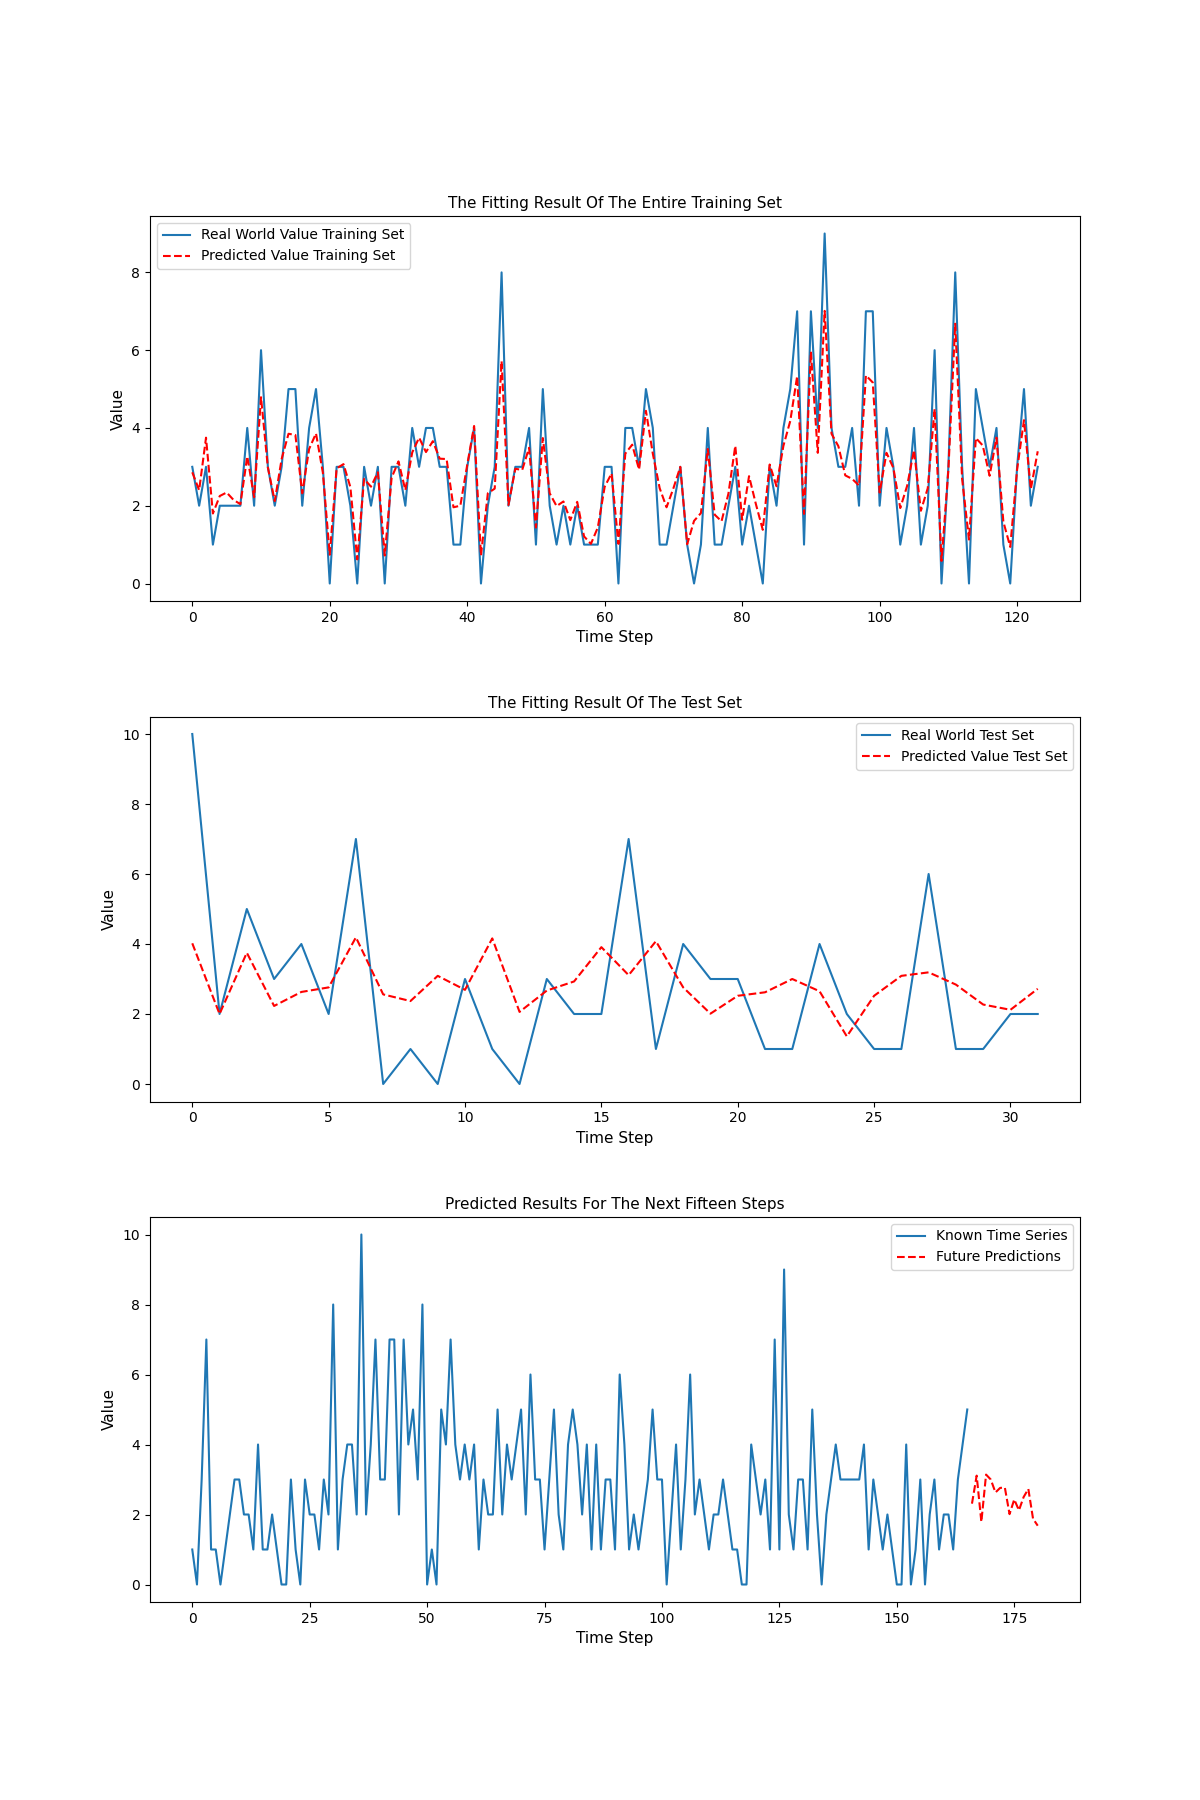 The Fitting Result Of The Entire Training Set
Real World Value Training Set
Predicted Value Training Set
Value
8
6
4
2
0
0 20 40 60 80 100 120
Time Step
The Fitting Result Of The Test Set
Real World Test Set
Predicted Value Test Set
Value
10
8
6
4
2
0
0 5 10 15 20 25 30
Time Step
Predicted Results For The Next Fifteen Steps
Known Time Series
Future Predictions
Value
10
8
6
4
2
0
0 25 50 75 100 125 150 175
Time Step